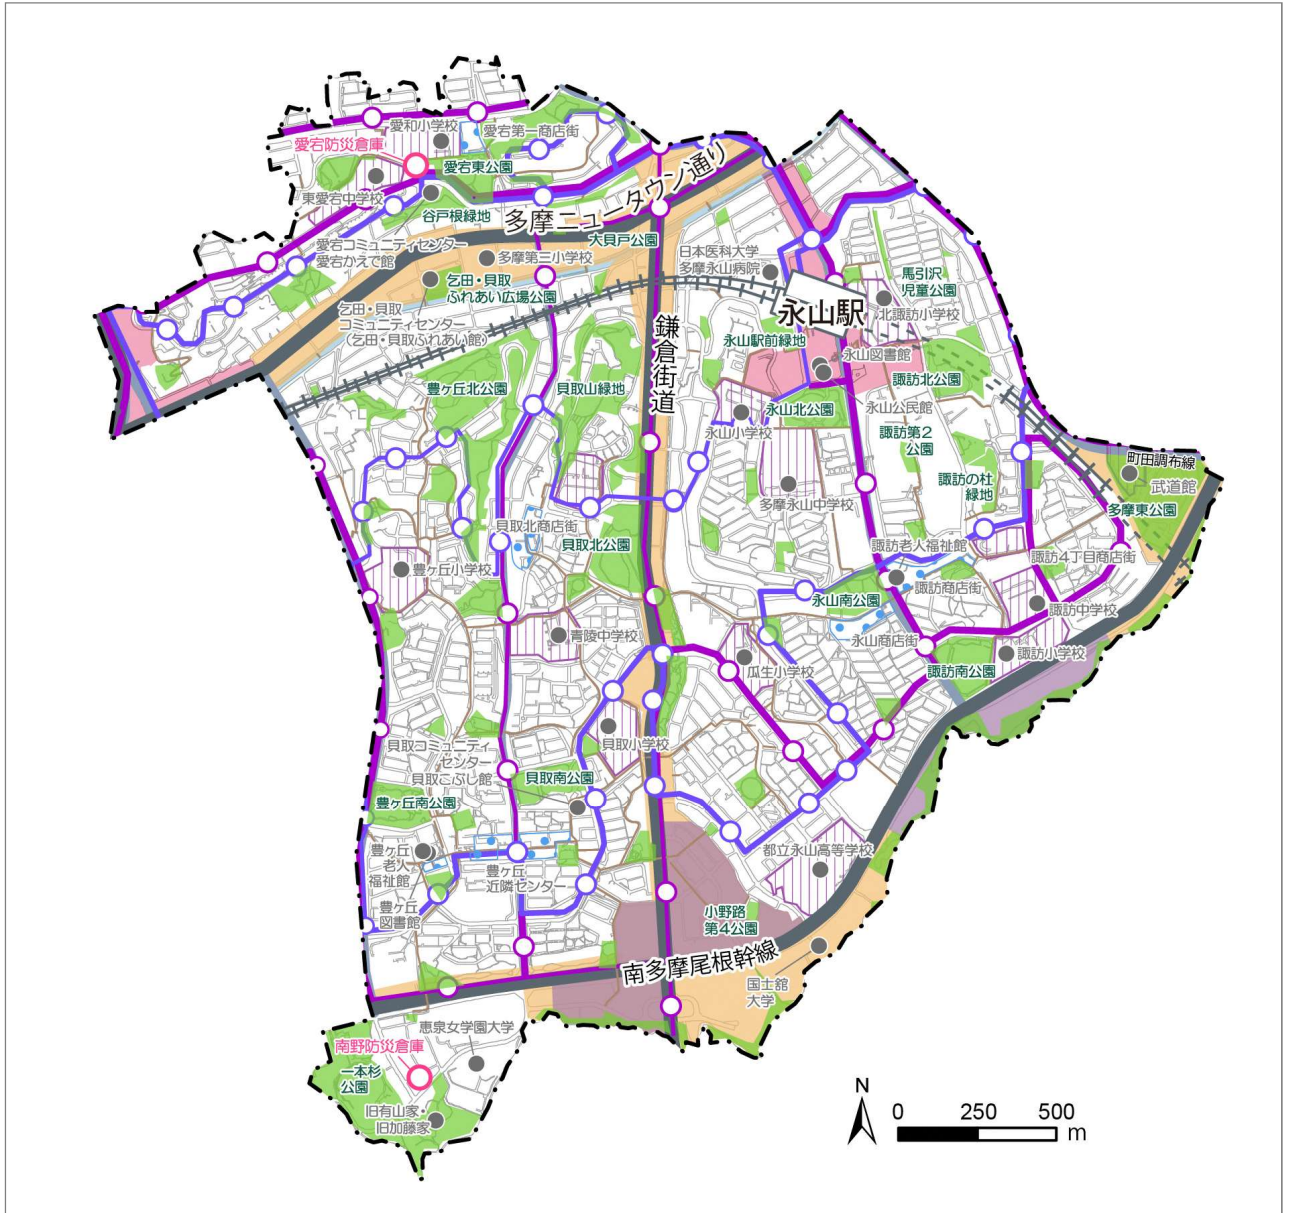 愛和小学校
愛宕第一商店街
愛宕防災倉庫
愛宕東公園
東愛宕中学校
谷戸根緑地
多摩ニュータウン通り
愛宕コミュニティセンター
愛宕かえで館
大貝戸公園
多摩第三小学校
日本医科大学
多摩永山病院
乞田・貝取
ふれあい広場公園
馬引沢
児童公園
乞田・貝取
コミュニティセンター
(乞田・貝取ふれあい館)
永山駅
北諏訪小学校
鎌倉街道
永山駅前緑地
永山図書館
諏訪北公園
豊ヶ丘北公園
貝取山緑地
永山北公園
永山公民館
永山小学校
諏訪第2
公園
町田調布線
武道館
諏訪の杜
緑地
多摩東公園
多摩永山中学校
貝取北商店街
貝取北公園
諏訪老人福祉館
諏訪4丁目商店街
豊ヶ丘小学校
諏訪商店街
永山南公園
諏訪中学校
青陵中学校
永山商店街
諏訪小学校
瓜生小学校
諏訪南公園
貝取小学校
貝取コミュニティ
センター
貝取こぶし館
貝取南公園
豊ヶ丘南公園
豊ヶ丘
老人
福祉館
豊ヶ丘
近隣センター
都立永山高等学校
豊ヶ丘
図書館
小野路
第4公園
南多摩尾根幹線
国士舘
大学
恵泉女学園大学
南野防災倉庫
一本杉
公園
旧有山家・
旧加藤家
N
0 250 500
m